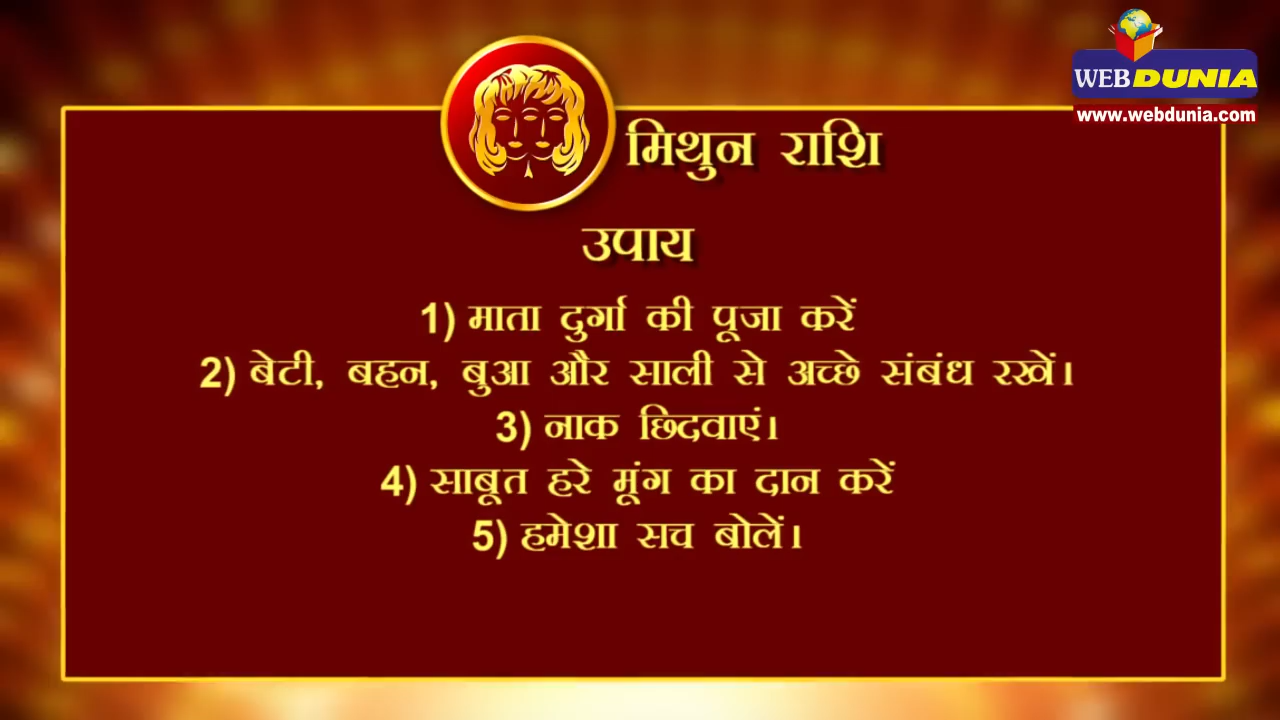 WEBDUNIA
www.webdunia.com
मिथुन राशि
उपाय
1) माता दुर्गा की पूजा करें
2) बेटी, बहन, बुआ और साली से अच्छे संबंध रखें।
3) नाक छिदवाएं।
4) साबूत हरे मूंग का दान करें
5) हमेशा सच बोलें।